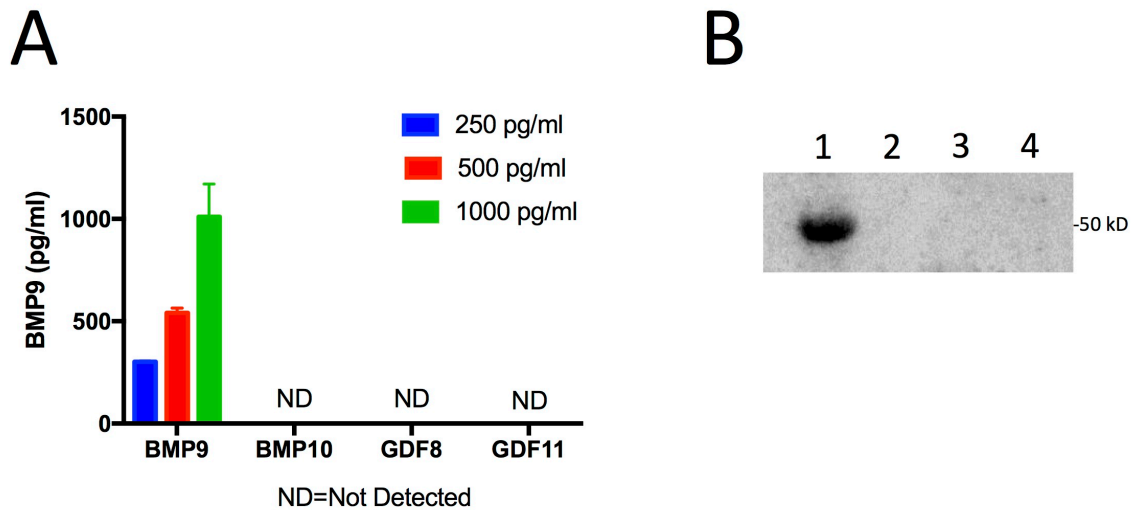 A
B
1500
1000
500
0
BMP9 (pg/ml)
250 pg/ml
500 pg/ml
1000 pg/ml
ND
ND
ND
BMP9 BMP10 GDF8 GDF11
ND=Not Detected
1 2 3 4
-50 kD